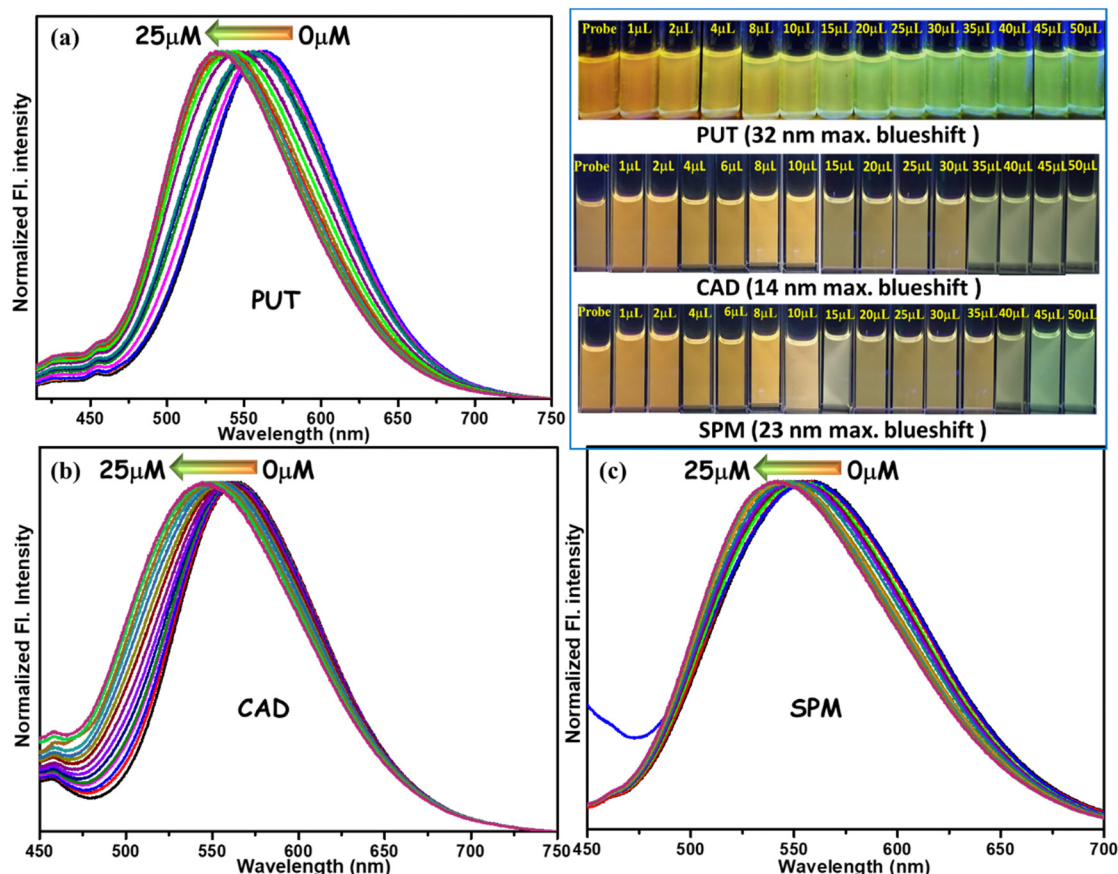 (a)
25μM 0μM
Normalized Fl. intensity
PUT
450 500 550 600 650 700 750
Wavelength (nm)
Probe 1μL 2μL 4μL 8μL 10μL 15μL 20μL 25μL 30μL 35μL 40μL 45μL 50μL
PUT (32 nm max. blueshift )
Probe 1μL 2μL 4μL 6μL 8μL 10μL 15μL 20μL 25μL 30μL 35μL 40μL 45μL 50μL
CAD (14 nm max. blueshift )
Probe 1μL 2μL 4μL 6μL 8μL 10μL 15μL 20μL 25μL 30μL 35μL 40μL 45μL 50μL
SPM (23 nm max. blueshift )
(b)
25μM 0μM
Normalized Fl. Intensity
CAD
450 500 550 600 650 700 750
Wavelength (nm)
(c)
25μM 0μM
Normalized Fl. intensity
SPM
450 500 550 600 650 700
Wavelength (nm)